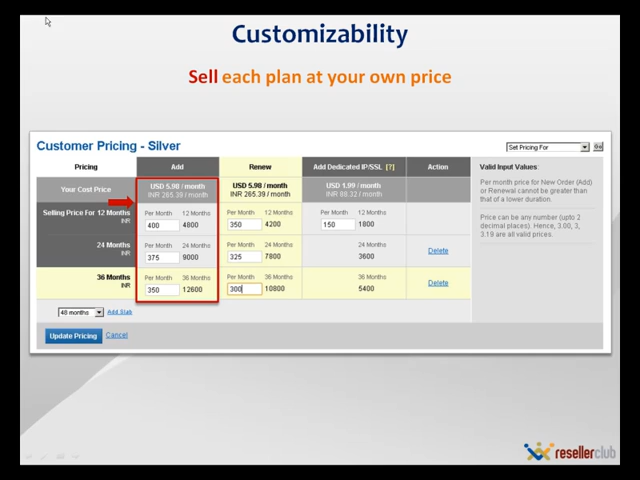 Customizability
Sell each plan at your own price
Customer Pricing - Silver
Set Pricing For
Pricing Add Renew Add Dedicated IP/SSL [?] Action
Your Cost Price USD 5.98 / month USD 5.98 / month USD 1.99 / month
INR 265.39 / month INR 265.39 / month INR 88.32 / month
Selling Price For 12 Months Per Month 12 Months Per Month 12 Months Per Month 12 Months
INR 400 4800 350 4200 150 1800
24 Months Per Month 24 Months Per Month 24 Months 24 Months
INR 375 9000 325 7800 3600 Delete
36 Months Per Month 36 Months Per Month 36 Months 36 Months
INR 350 12600 300 10800 5400 Delete
48 months Add Slab
Update Pricing Cancel
Valid Input Values:
Per month price for New Order (Add)
or Renewal cannot be greater than
that of a lower duration.
Price can be any number (upto 2
decimal places). Hence, 3.00, 3,
3.19 are all valid prices.
resellerclub